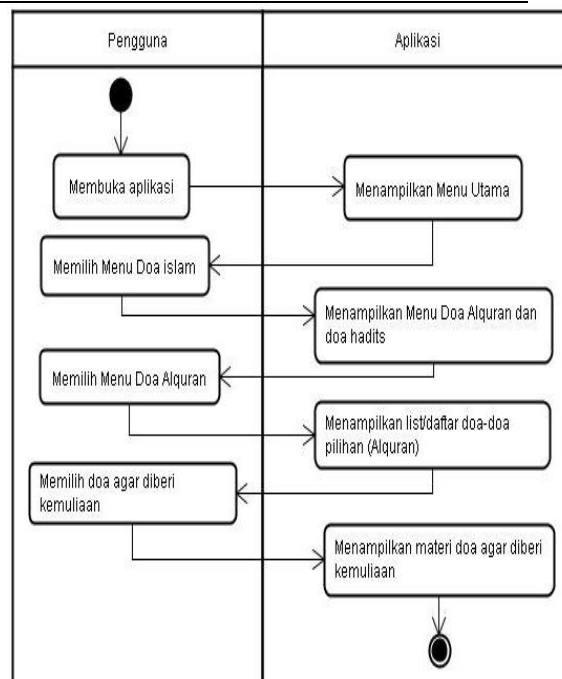 Pengguna
Aplikasi
Membuka aplikasi
Menampilkan Menu Utama
Memilih Menu Doa islam
Menampilkan Menu Doa Alquran dan
doa hadits
Memilih Menu Doa Alquran
Menampilkan list/daftar doa-doa
pilihan (Alquran)
Memilih doa agar diberi
kemuliaan
Menampilkan materi doa agar diberi
kemuliaan